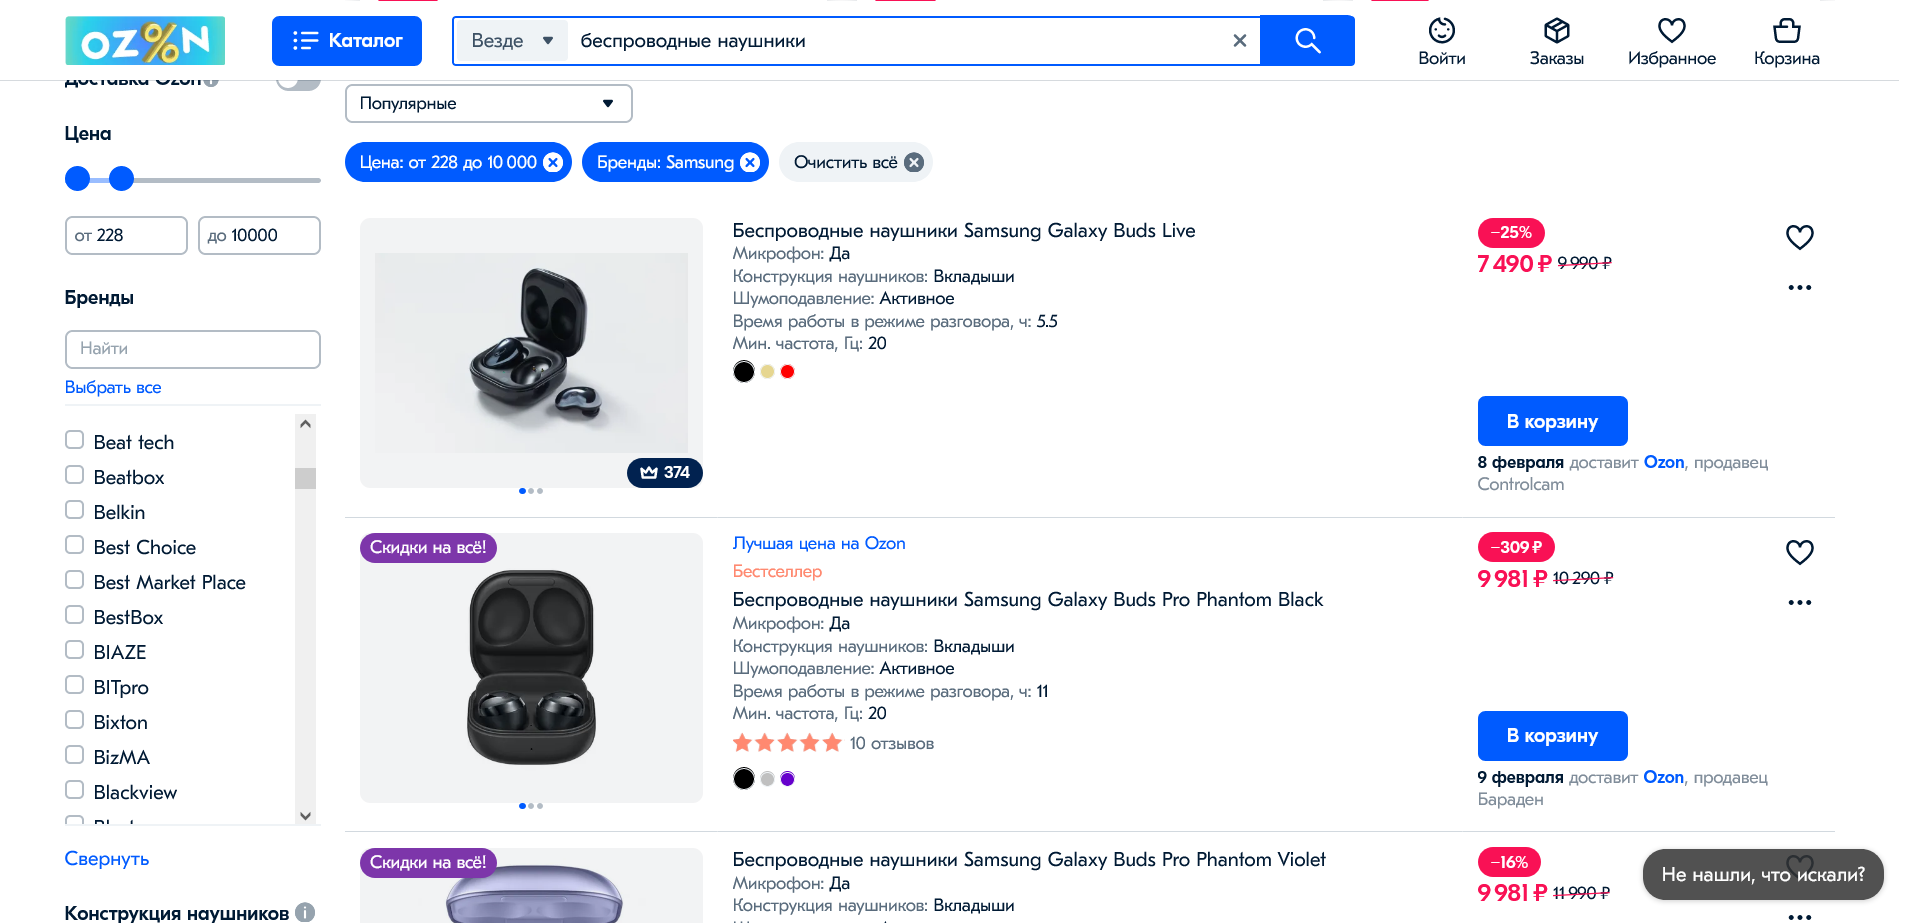 OZ%N
Каталог
Везде
беспроводные наушники
Войти
Заказы
Избранное
Корзина
Доставка Ozon
Цена
от 228
до 10000
Бренды
Найти
Выбрать все
Beat tech
Beatbox
Belkin
Best Choice
Best Market Place
BestBox
BIAZE
BITpro
Bixton
BizMA
Blackview
Свернуть
Конструкция наушников
Популярные
Цена: от 228 до 10 000
Бренды: Samsung
Очистить всё
374
Беспроводные наушники Samsung Galaxy Buds Live
Микрофон: Да
Конструкция наушников: Вкладыши
Шумоподавление: Активное
Время работы в режиме разговора, ч: 5.5
Мин. частота, Гц: 20
−25%
7 490 ₽ 9 990 ₽
В корзину
8 февраля доставит Ozon, продавец
Controlcam
Скидки на всё!
Лучшая цена на Ozon
Бестселлер
Беспроводные наушники Samsung Galaxy Buds Pro Phantom Black
Микрофон: Да
Конструкция наушников: Вкладыши
Шумоподавление: Активное
Время работы в режиме разговора, ч: 11
Мин. частота, Гц: 20
10 отзывов
−309 ₽
9 981 ₽ 10 290 ₽
В корзину
9 февраля доставит Ozon, продавец
Бараден
Скидки на всё!
Беспроводные наушники Samsung Galaxy Buds Pro Phantom Violet
Микрофон: Да
Конструкция наушников: Вкладыши
−16%
9 981 ₽ 11 990 ₽
Не нашли, что искали?